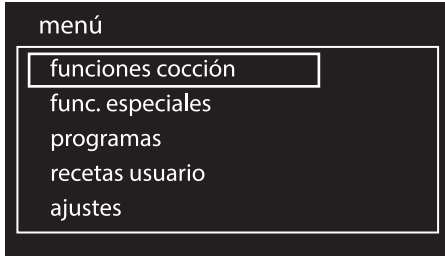 menú
funciones cocción
func. especiales
programas
recetas usuario
ajustes